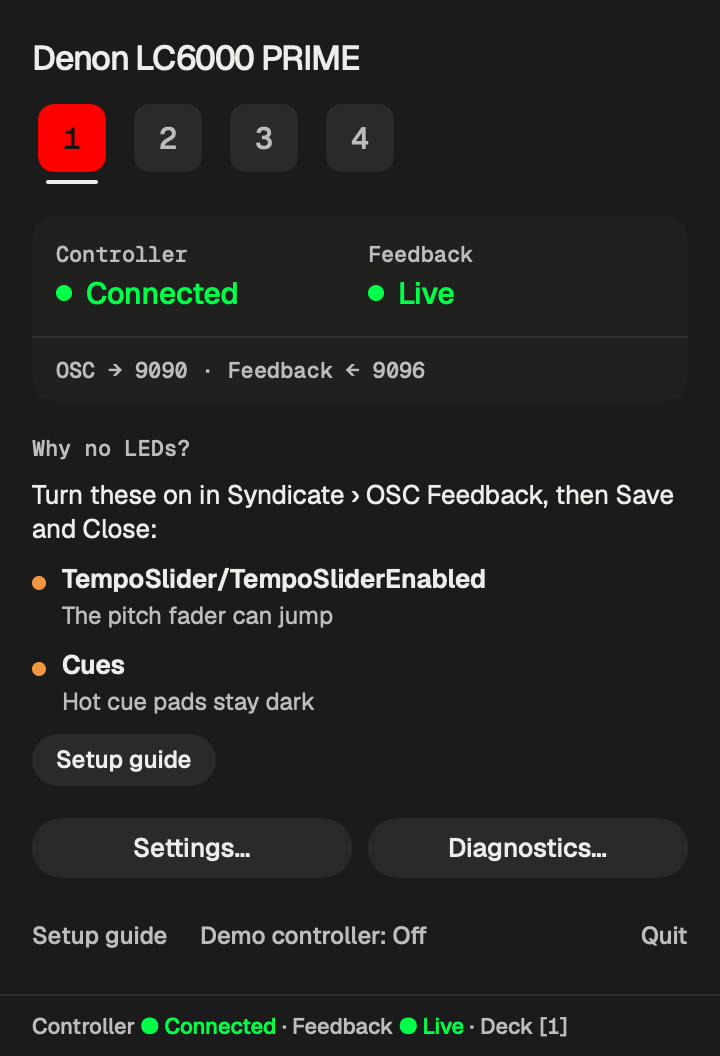 Denon LC6000 PRIME
1 2 3 4
Controller Feedback
Connected Live
OSC → 9090 · Feedback ← 9096
Why no LEDs?
Turn these on in Syndicate › OSC Feedback, then Save
and Close:
TempoSlider/TempoSliderEnabled
The pitch fader can jump
Cues
Hot cue pads stay dark
Setup guide
Settings... Diagnostics...
Setup guide Demo controller: Off Quit
Controller ● Connected · Feedback ● Live · Deck [1]